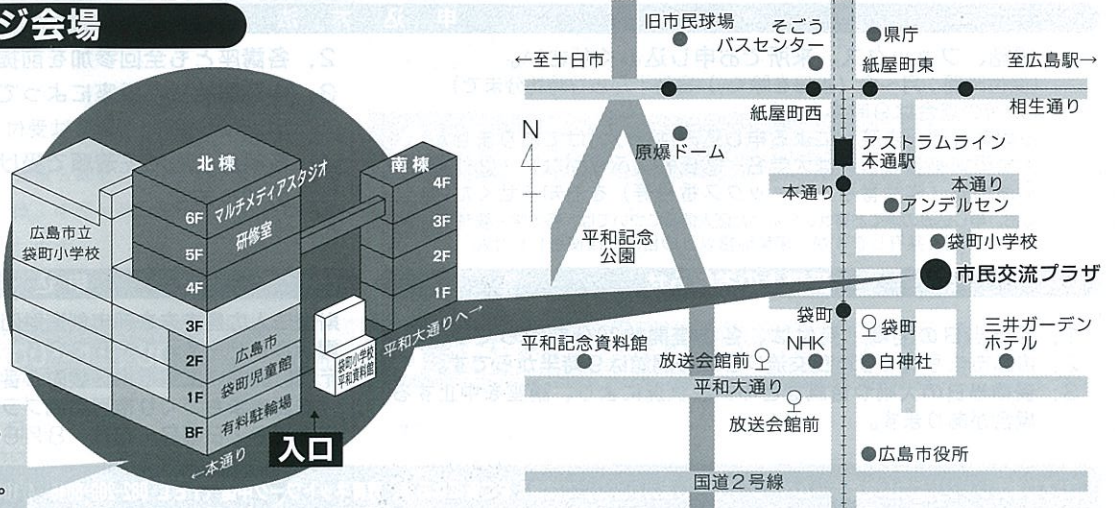 ジ会場
北棟
マルチメディアスタジオ
研修室
6F
5F
4F
3F
2F
1F
BF
広島市立
袋町小学校
広島市
袋町児童館
有料駐輪場
南棟
4F
3F
2F
1F
袋町小学校
平和資料館
平和大通りへ→
←本通り
入口
旧市民球場
そごう
バスセンター
県庁
←至十日市
紙屋町東
至広島駅→
紙屋町西
相生通り
N
原爆ドーム
アストラムライン
本通駅
本通り
本通り
アンデルセン
平和記念
公園
袋町小学校
市民交流プラザ
袋町
袋町
三井ガーデン
ホテル
平和記念資料館
放送会館前
NHK
白神社
平和大通り
放送会館前
広島市役所
国道2号線